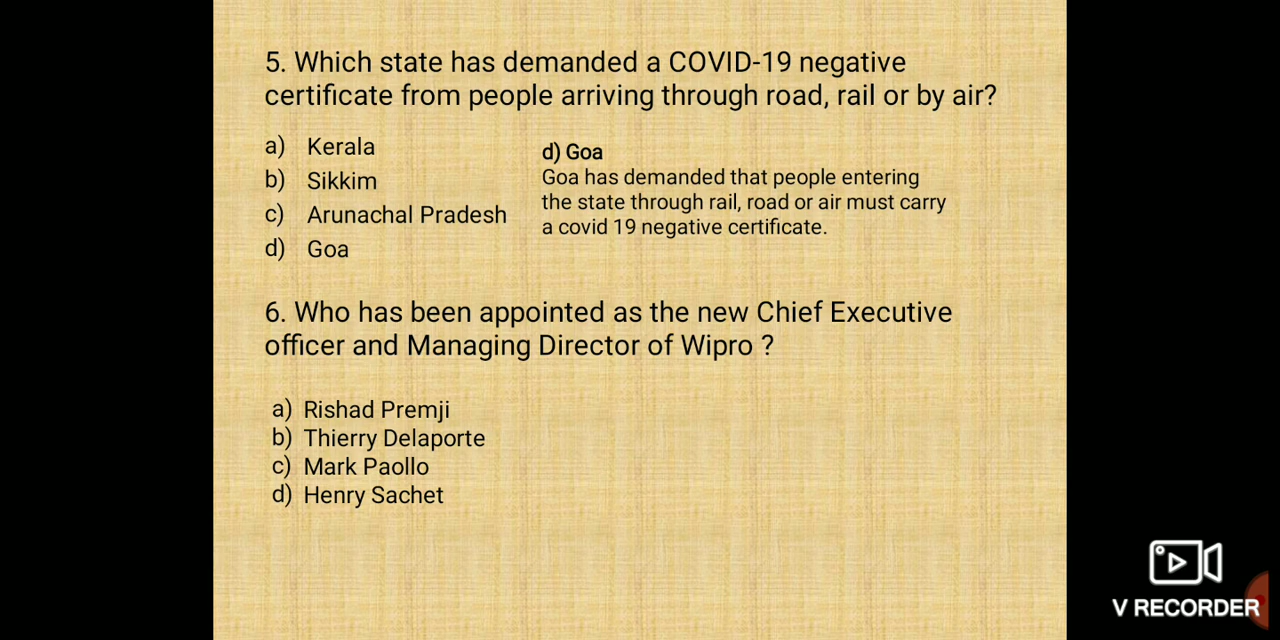 5. Which state has demanded a COVID-19 negative
certificate from people arriving through road, rail or by air?
a) Kerala
b) Sikkim
c) Arunachal Pradesh
d) Goa
d) Goa
Goa has demanded that people entering
the state through rail, road or air must carry
a covid 19 negative certificate.
6. Who has been appointed as the new Chief Executive
officer and Managing Director of Wipro ?
a) Rishad Premji
b) Thierry Delaporte
c) Mark Paollo
d) Henry Sachet
V RECORDER